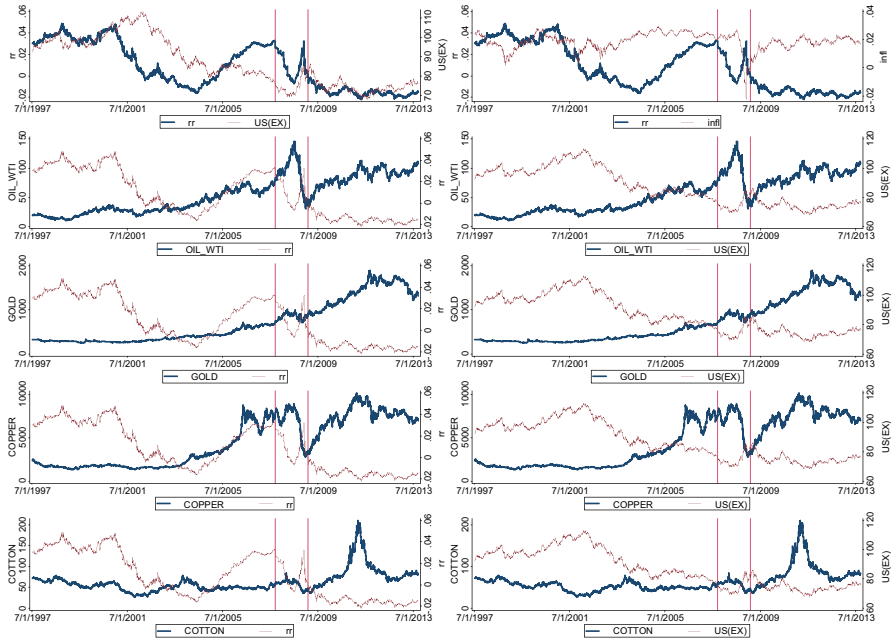 .06
.04
.02
0
-.02
rr
110
100
90
80
70
US(EX)
7/1/1997 7/1/2001 7/1/2005 7/1/2009 7/1/2013
rr US(EX)
.06
.04
.02
0
-.02
rr
.04
.02
0
-.02
infl
7/1/1997 7/1/2001 7/1/2005 7/1/2009 7/1/2013
rr infl
150
100
50
0
OIL_WTI
.06
.04
.02
0
-.02
rr
7/1/1997 7/1/2001 7/1/2005 7/1/2009 7/1/2013
OIL_WTI rr
150
100
50
0
OIL_WTI
120
100
80
60
US(EX)
7/1/1997 7/1/2001 7/1/2005 7/1/2009 7/1/2013
OIL_WTI US(EX)
2000
1000
0
GOLD
.06
.04
.02
0
-.02
rr
7/1/1997 7/1/2001 7/1/2005 7/1/2009 7/1/2013
GOLD rr
2000
1000
0
GOLD
120
100
80
60
US(EX)
7/1/1997 7/1/2001 7/1/2005 7/1/2009 7/1/2013
GOLD US(EX)
10000
5000
0
COPPER
.06
.04
.02
0
-.02
rr
7/1/1997 7/1/2001 7/1/2005 7/1/2009 7/1/2013
COPPER rr
10000
5000
0
COPPER
120
100
80
60
US(EX)
7/1/1997 7/1/2001 7/1/2005 7/1/2009 7/1/2013
COPPER US(EX)
200
150
100
50
0
COTTON
.06
.04
.02
0
-.02
rr
7/1/1997 7/1/2001 7/1/2005 7/1/2009 7/1/2013
COTTON rr
200
150
100
50
0
COTTON
120
100
80
60
US(EX)
7/1/1997 7/1/2001 7/1/2005 7/1/2009 7/1/2013
COTTON US(EX)